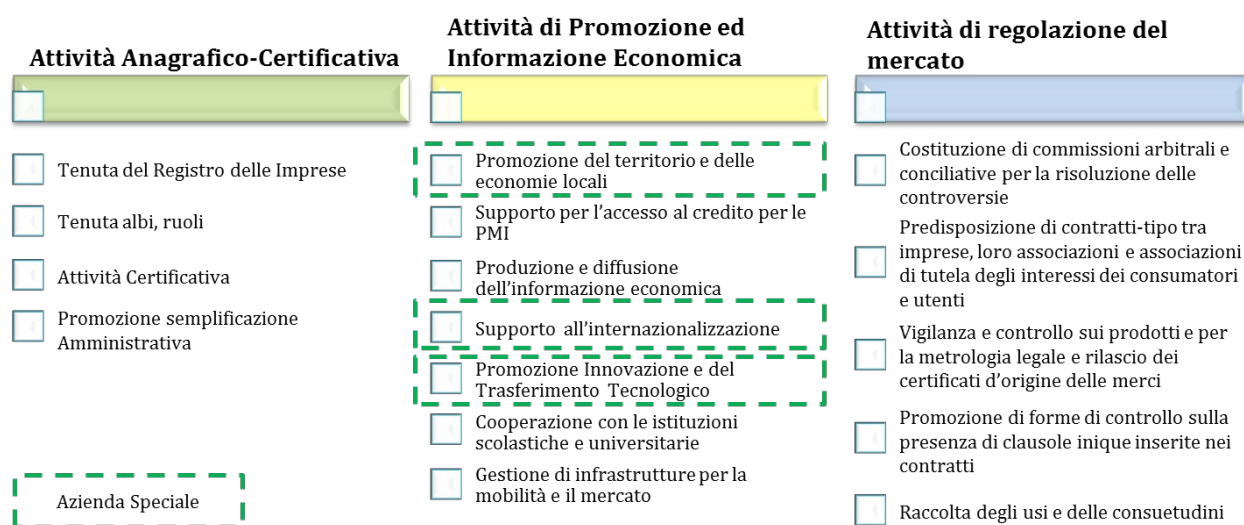 Attività Anagrafico-Certificativa
Tenuta del Registro delle Imprese
Tenuta albi, ruoli
Attività Certificativa
Promozione semplificazione
Amministrativa
Azienda Speciale
Attività di Promozione ed
Informazione Economica
Promozione del territorio e delle
economie locali
Supporto per l'accesso al credito per le
PMI
Produzione e diffusione
dell'informazione economica
Supporto all'internazionalizzazione
Promozione Innovazione e del
Trasferimento Tecnologico
Cooperazione con le istituzioni
scolastiche e universitarie
Gestione di infrastrutture per la
mobilità e il mercato
Attività di regolazione del
mercato
Costituzione di commissioni arbitrali e
conciliative per la risoluzione delle
controversie
Predisposizione di contratti-tipo tra
imprese, loro associazioni e associazioni
di tutela degli interessi dei consumatori
e utenti
Vigilanza e controllo sui prodotti e per
la metrologia legale e rilascio dei
certificati d'origine delle merci
Promozione di forme di controllo sulla
presenza di clausole inique inserite nei
contratti
Raccolta degli usi e delle consuetudini